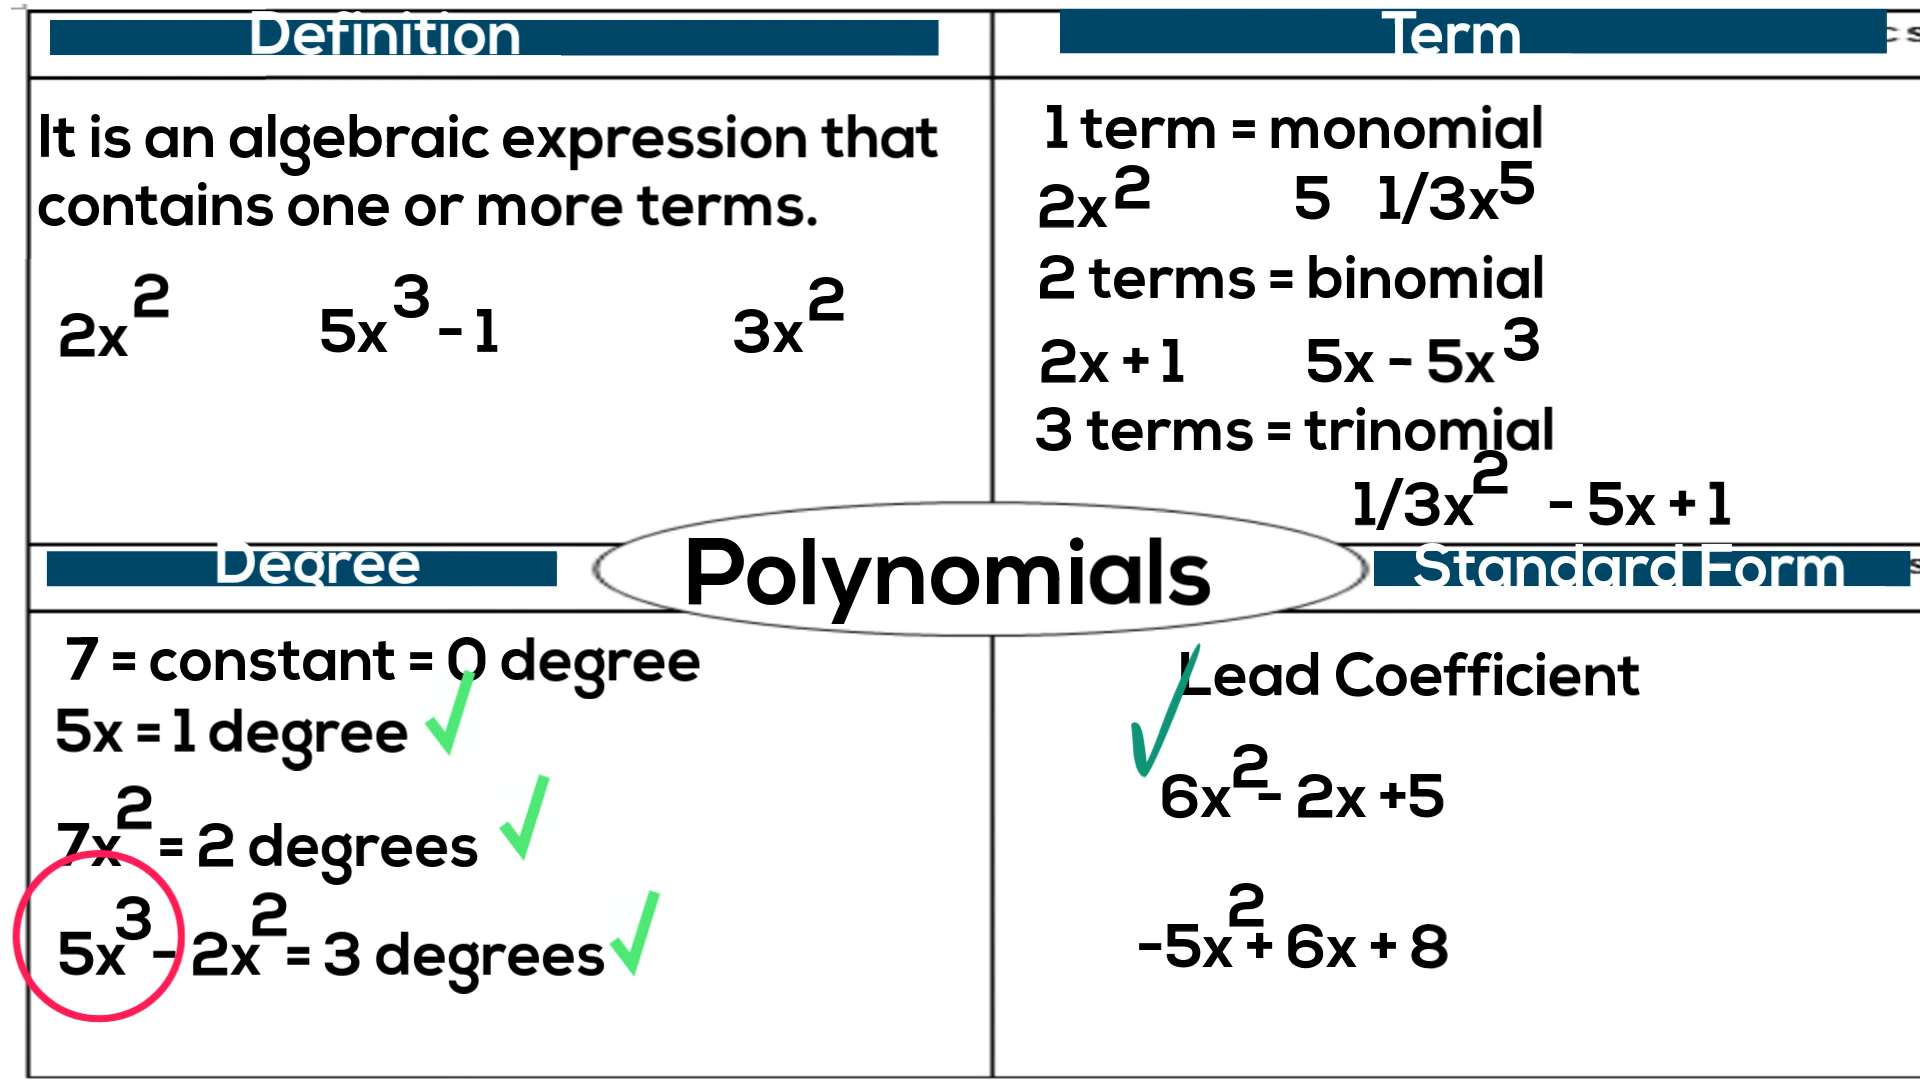 Definition
It is an algebraic expression that
contains one or more terms.
2x² 5x³ - 1 3x²
Term
1 term = monomial
2x² 5 1/3x⁵
2 terms = binomial
2x + 1 5x - 5x³
3 terms = trinomial
1/3x² - 5x + 1
Polynomials
Degree
7 = constant = 0 degree
5x = 1 degree
7x² = 2 degrees
5x³ - 2x² = 3 degrees
Standard Form
Lead Coefficient
6x² - 2x +5
-5x² + 6x + 8